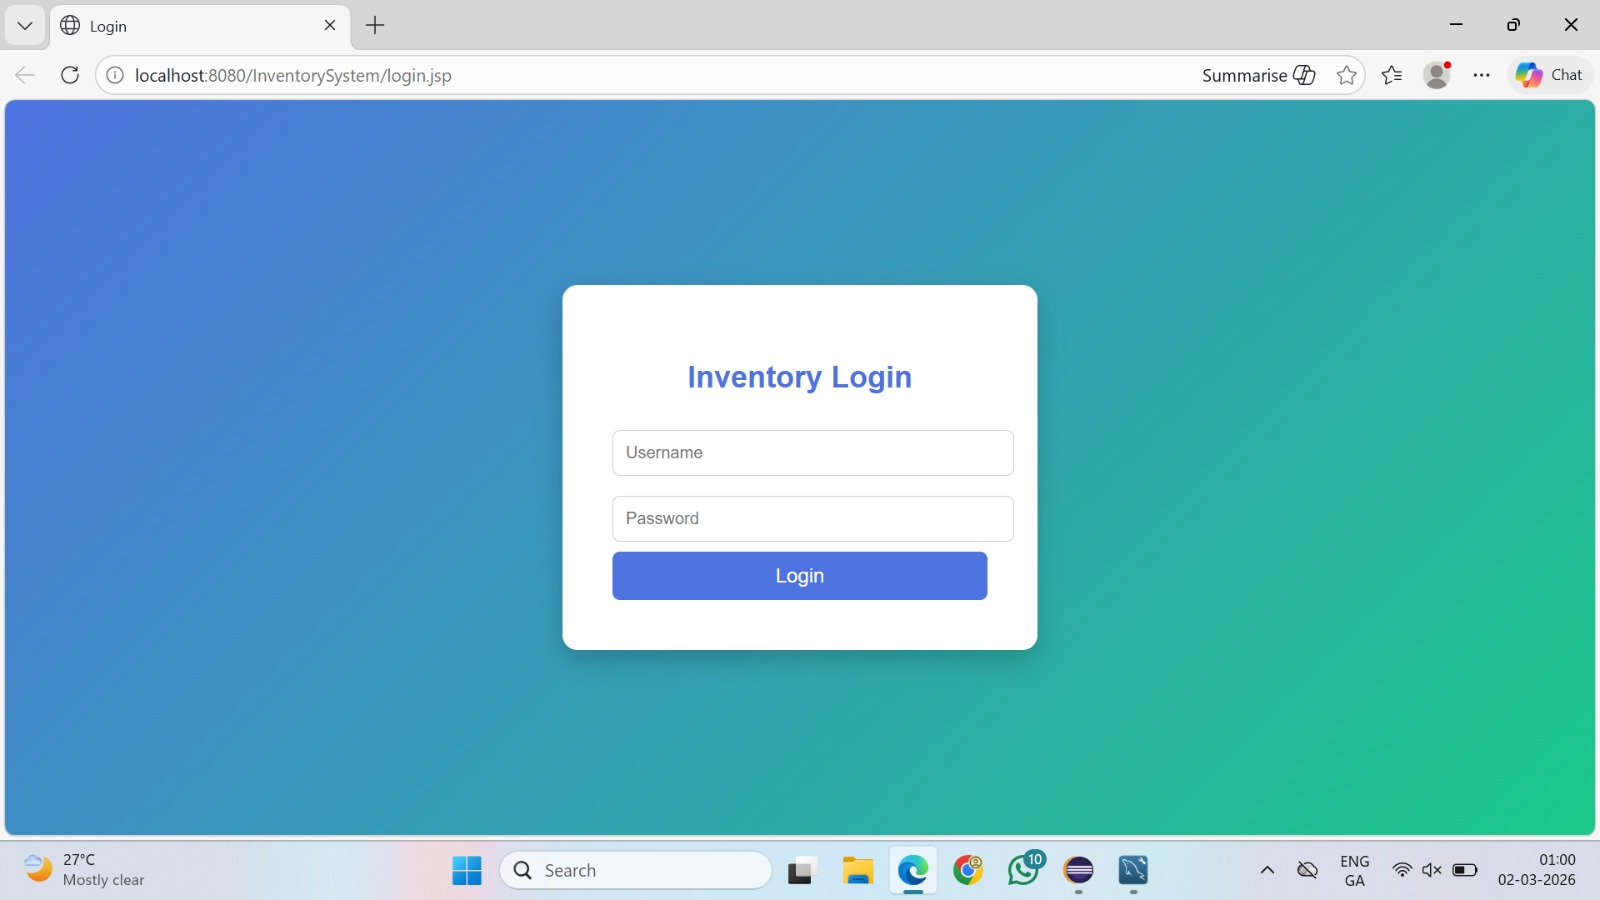 Login
localhost:8080/InventorySystem/login.jsp
Summarise
Chat
Inventory Login
Username
Password
Login
27°C
Mostly clear
Search
10
ENG
GA
01:00
02-03-2026